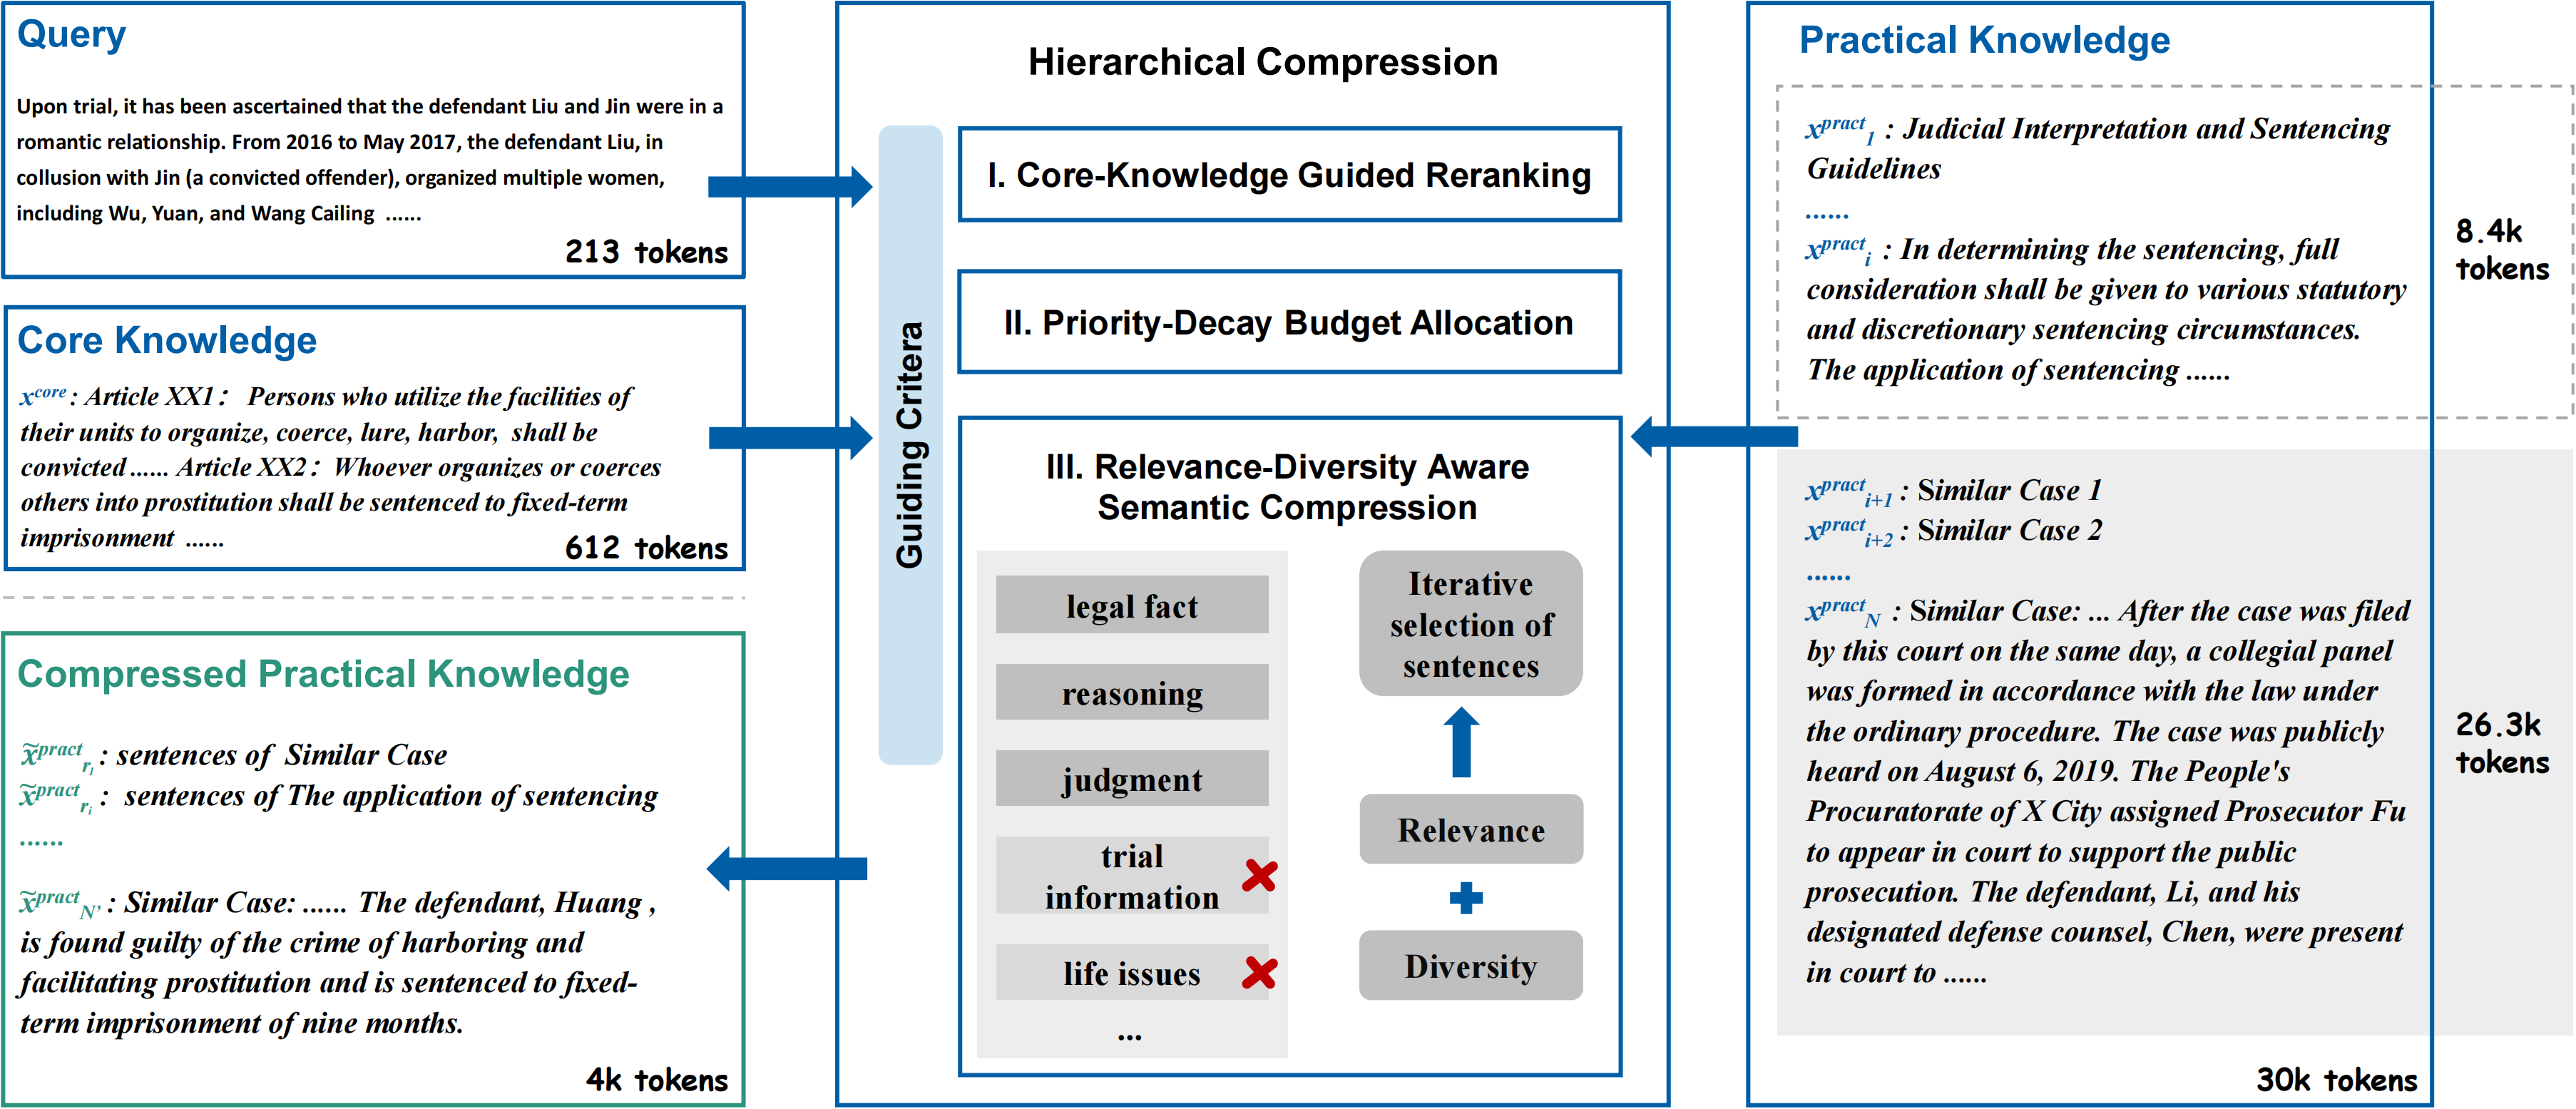 Query
Upon trial, it has been ascertained that the defendant Liu and Jin were in a
romantic relationship. From 2016 to May 2017, the defendant Liu, in
collusion with Jin (a convicted offender), organized multiple women,
including Wu, Yuan, and Wang Cailing ......
213 tokens
Core Knowledge
x^core : Article XX1： Persons who utilize the facilities of
their units to organize, coerce, lure, harbor, shall be
convicted ...... Article XX2： Whoever organizes or coerces
others into prostitution shall be sentenced to fixed-term
imprisonment ......
612 tokens
Compressed Practical Knowledge
x̃^pract_{r_1} : sentences of Similar Case
x̃^pract_{r_i} : sentences of The application of sentencing
......
x̃^pract_{N'} : Similar Case: ...... The defendant, Huang ,
is found guilty of the crime of harboring and
facilitating prostitution and is sentenced to fixed-
term imprisonment of nine months.
4k tokens
Hierarchical Compression
Guiding Critera
I. Core-Knowledge Guided Reranking
II. Priority-Decay Budget Allocation
III. Relevance-Diversity Aware
Semantic Compression
legal fact
reasoning
judgment
trial
information
life issues
...
Iterative
selection of
sentences
Relevance
Diversity
Practical Knowledge
x^pract_1 : Judicial Interpretation and Sentencing
Guidelines
......
x^pract_i : In determining the sentencing, full
consideration shall be given to various statutory
and discretionary sentencing circumstances.
The application of sentencing ......
8.4k
tokens
x^pract_{i+1} : Similar Case 1
x^pract_{i+2} : Similar Case 2
......
x^pract_N : Similar Case: ... After the case was filed
by this court on the same day, a collegial panel
was formed in accordance with the law under
the ordinary procedure. The case was publicly
heard on August 6, 2019. The People's
Procuratorate of X City assigned Prosecutor Fu
to appear in court to support the public
prosecution. The defendant, Li, and his
designated defense counsel, Chen, were present
in court to ......
26.3k
tokens
30k tokens